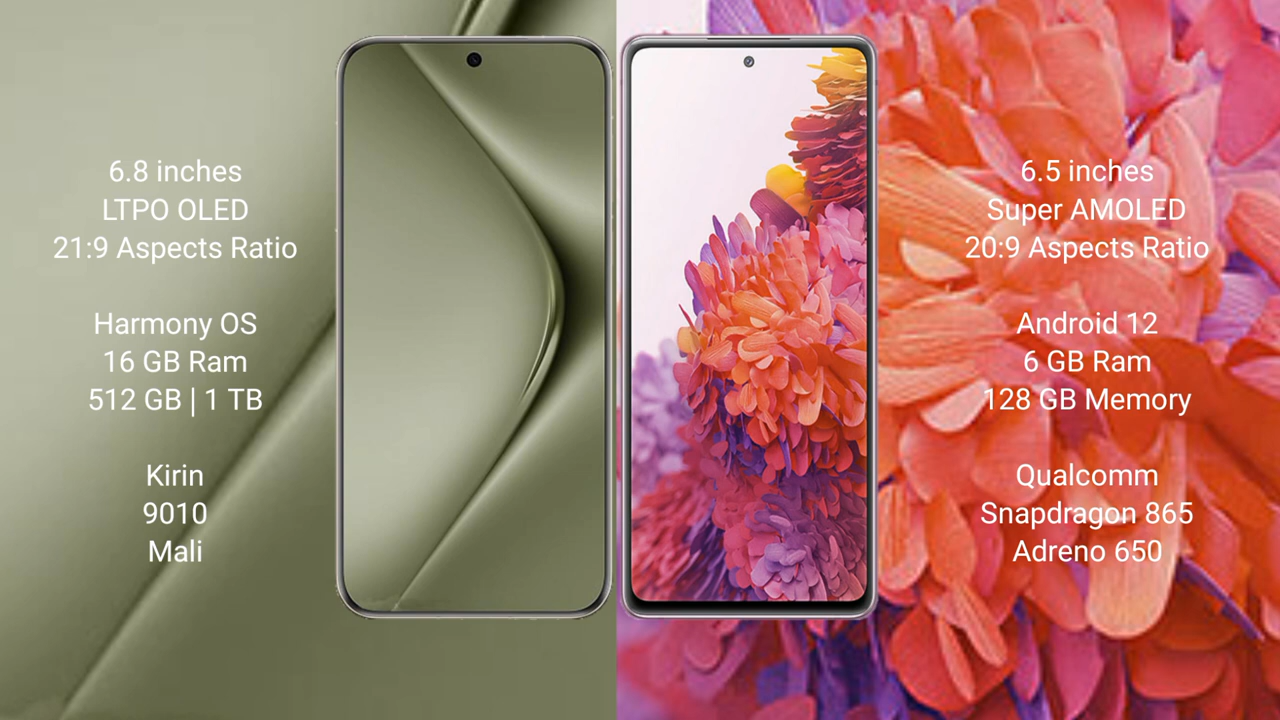 6.8 inches
LTPO OLED
21:9 Aspects Ratio
Harmony OS
16 GB Ram
512 GB | 1 TB
Kirin
9010
Mali
6.5 inches
Super AMOLED
20:9 Aspects Ratio
Android 12
6 GB Ram
128 GB Memory
Qualcomm
Snapdragon 865
Adreno 650